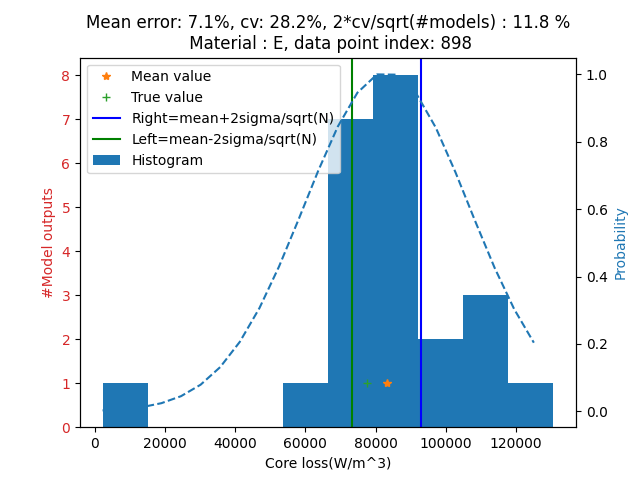 Mean error: 7.1%, cv: 28.2%, 2*cv/sqrt(#models) : 11.8 %
Material : E, data point index: 898
Mean value
True value
Right=mean+2sigma/sqrt(N)
Left=mean-2sigma/sqrt(N)
Histogram
#Model outputs
8
7
6
5
4
3
2
1
0
1.0
0.8
0.6
0.4
0.2
0.0
Probability
0 20000 40000 60000 80000 100000 120000
Core loss(W/m^3)